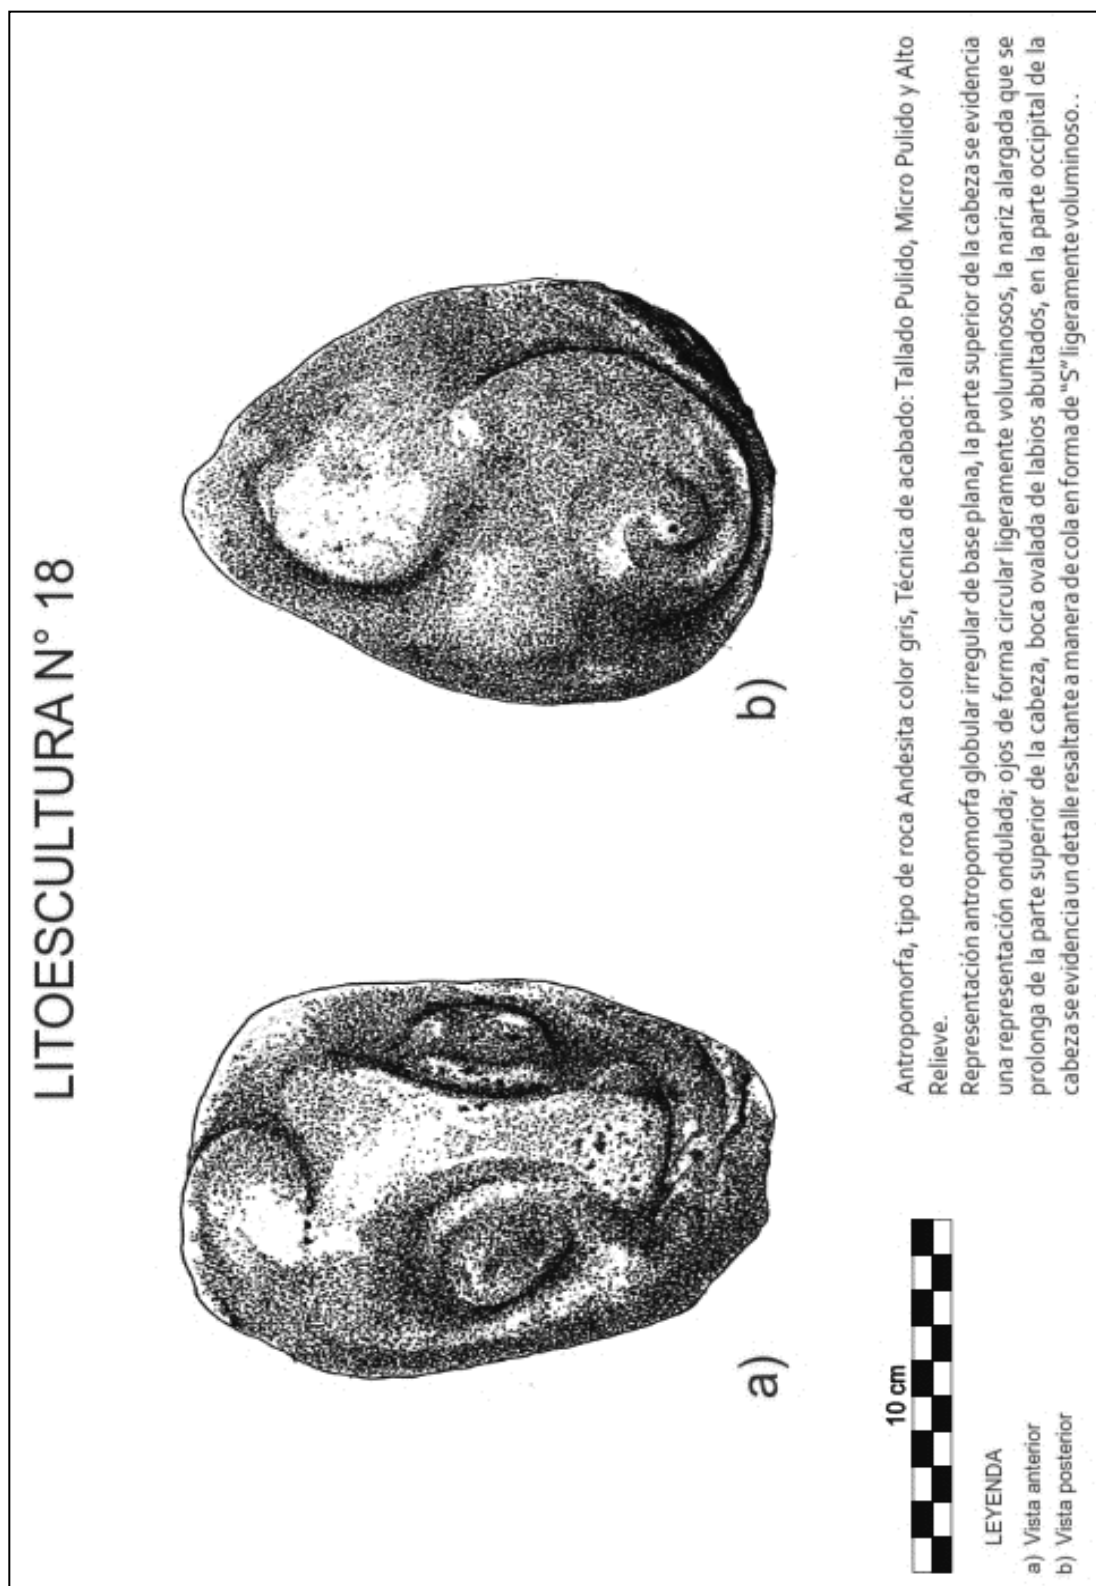 LITOESCULTURA N° 18
a)
b)
10 cm
LEYENDA
a) Vista anterior
b) Vista posterior
Antropomorfa, tipo de roca Andesita color gris, Técnica de acabado: Tallado Pulido, Micro Pulido y Alto
Relieve.
Representación antropomorfa globular irregular de base plana, la parte superior de la cabeza se evidencia
una representación ondulada; ojos de forma circular ligeramente voluminosos, la nariz alargada que se
prolonga de la parte superior de la cabeza, boca ovalada de labios abultados, en la parte occipital de la
cabeza se evidencia un detalle resaltante a manera de cola en forma de "S" ligeramente voluminoso. .